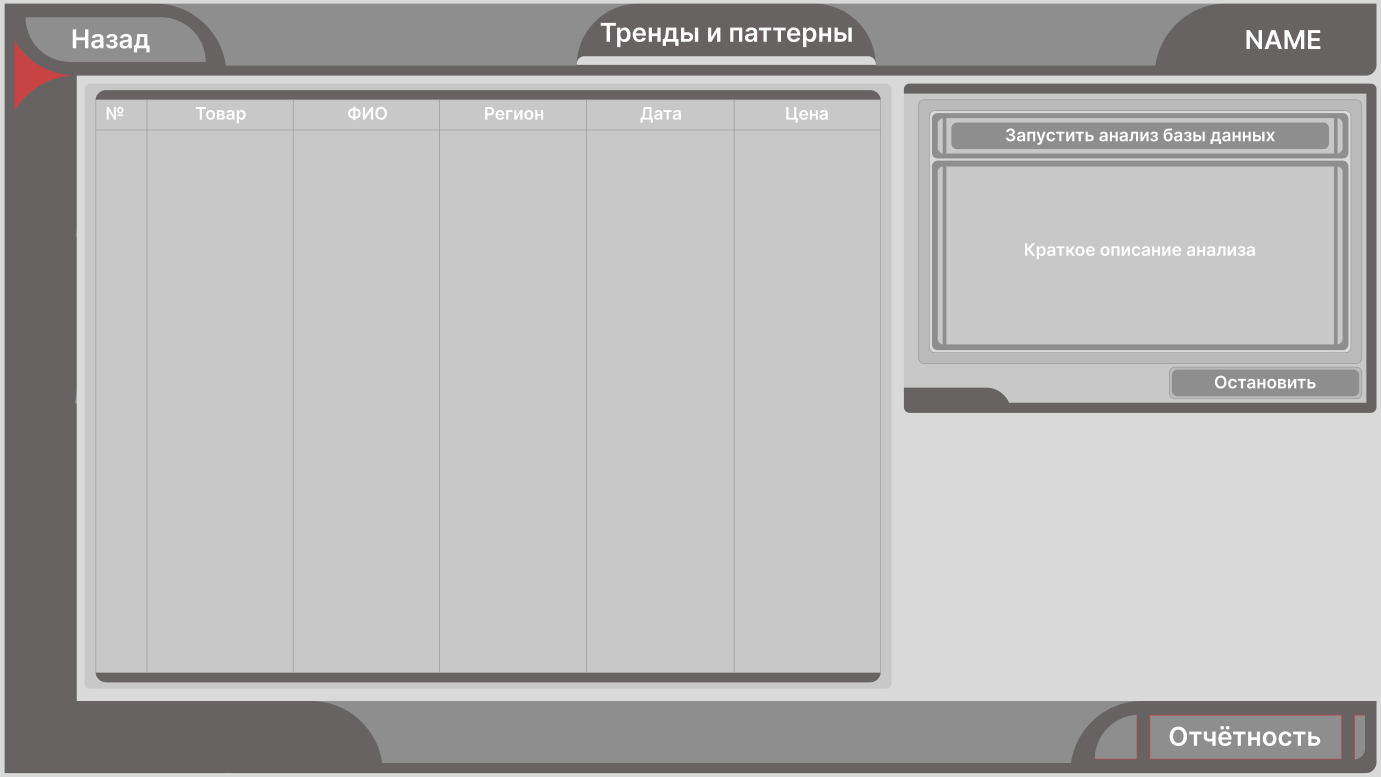 Назад
Тренды и паттерны
NAME
№ Товар ФИО Регион Дата Цена
Запустить анализ базы данных
Краткое описание анализа
Остановить
Отчётность